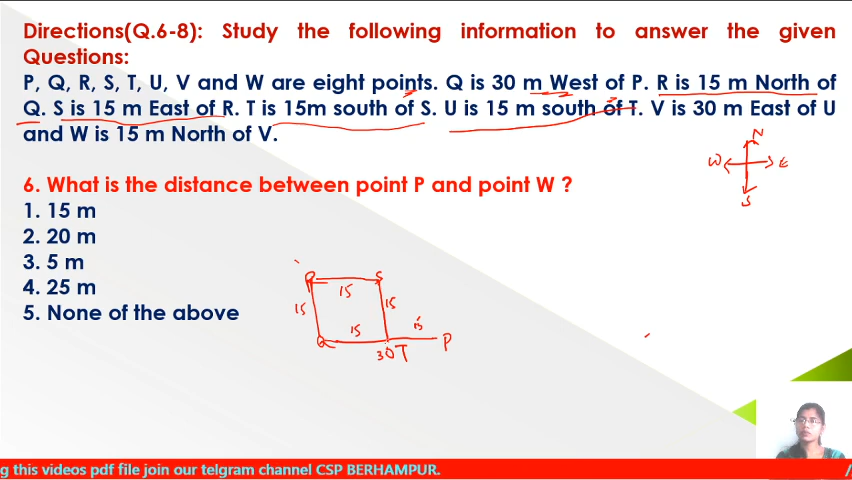 Directions(Q.6-8): Study the following information to answer the given
Questions:
P, Q, R, S, T, U, V and W are eight points. Q is 30 m West of P. R is 15 m North of
Q. S is 15 m East of R. T is 15m south of S. U is 15 m south of T. V is 30 m East of U
and W is 15 m North of V.
N
W E
S
6. What is the distance between point P and point W ?
1. 15 m
2. 20 m
3. 5 m
4. 25 m
5. None of the above
R S
15
15 15
15 15
Q P
30 T
g this videos pdf file join our telgram channel CSP BERHAMPUR.